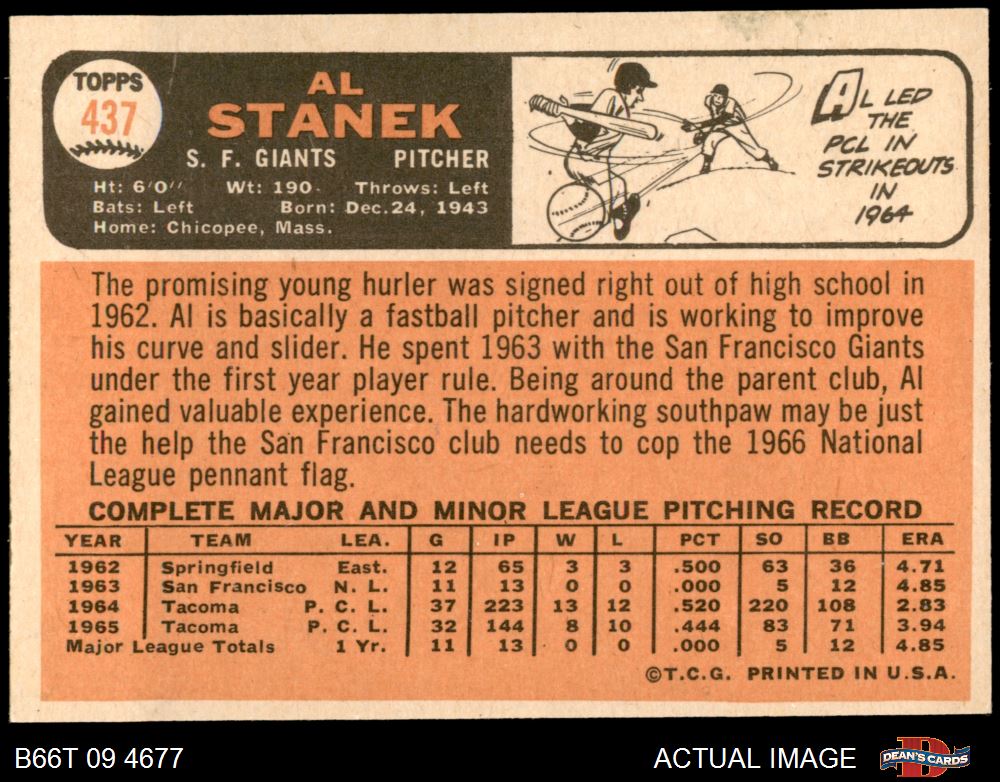 TOPPS
437
AL
STANEK
S. F. GIANTS PITCHER
Ht: 6'0" Wt: 190 Throws: Left
Bats: Left Born: Dec. 24, 1943
Home: Chicopee, Mass.
AL LED
THE
PCL IN
STRIKEOUTS
IN
1964
The promising young hurler was signed right out of high school in
1962. Al is basically a fastball pitcher and is working to improve
his curve and slider. He spent 1963 with the San Francisco Giants
under the first year player rule. Being around the parent club, Al
gained valuable experience. The hardworking southpaw may be just
the help the San Francisco club needs to cop the 1966 National
League pennant flag.
COMPLETE MAJOR AND MINOR LEAGUE PITCHING RECORD
YEAR TEAM LEA. G IP W L PCT SO BB ERA
1962 Springfield East. 12 65 3 3 .500 63 36 4.71
1963 San Francisco N. L. 11 13 0 0 .000 5 12 4.85
1964 Tacoma P. C. L. 37 223 13 12 .520 220 108 2.83
1965 Tacoma P. C. L. 32 144 8 10 .444 83 71 3.94
Major League Totals 1 Yr. 11 13 0 0 .000 5 12 4.85
©T.C.G. PRINTED IN U.S.A.
B66T 09 4677 ACTUAL IMAGE DEAN'S CARDS